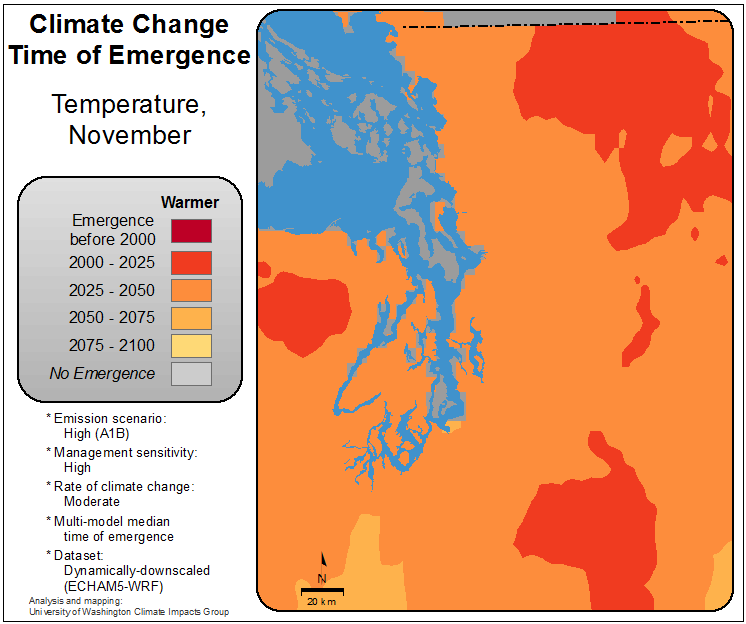 Climate Change
Time of Emergence
Temperature,
November
Warmer
Emergence
before 2000
2000 - 2025
2025 - 2050
2050 - 2075
2075 - 2100
No Emergence
* Emission scenario:
High (A1B)
* Management sensitivity:
High
* Rate of climate change:
Moderate
* Multi-model median
time of emergence
* Dataset:
Dynamically-downscaled
(ECHAM5-WRF)
Analysis and mapping:
University of Washington Climate Impacts Group
N
20 km